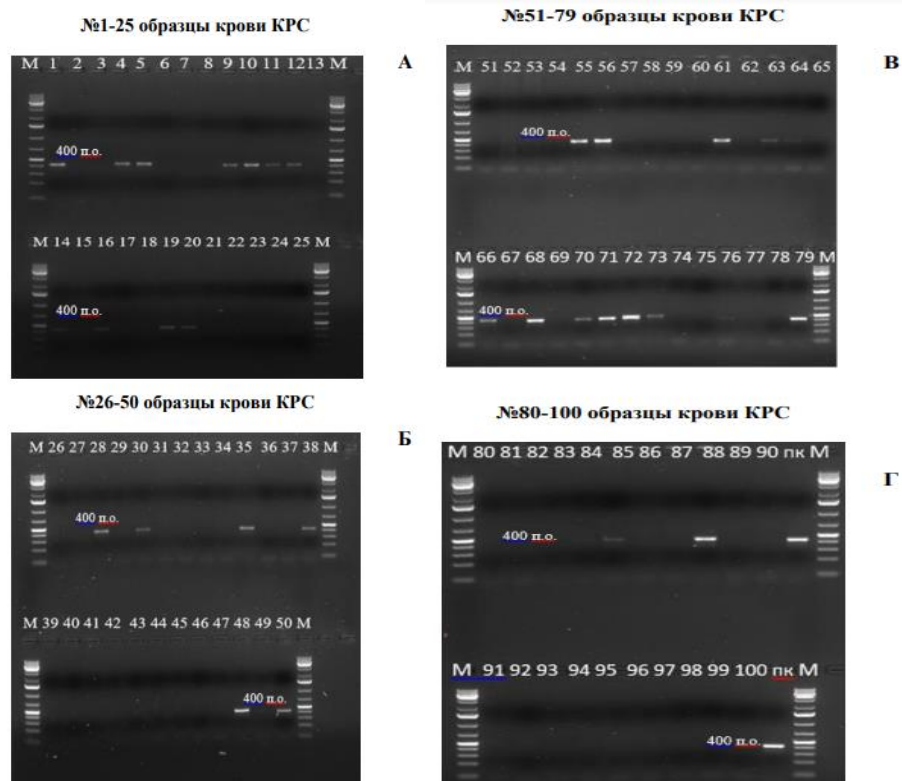 №1-25 образцы крови КРС
А
М 1 2 3 4 5 6 7 8 9 10 11 12 13 М
400 п.о.
М 14 15 16 17 18 19 20 21 22 23 24 25 М
400 п.о.
№26-50 образцы крови КРС
Б
М 26 27 28 29 30 31 32 33 34 35 36 37 38 М
400 п.о.
М 39 40 41 42 43 44 45 46 47 48 49 50 М
400 п.о.
№51-79 образцы крови КРС
В
М 51 52 53 54 55 56 57 58 59 60 61 62 63 64 65
400 п.о.
М 66 67 68 69 70 71 72 73 74 75 76 77 78 79 М
400 п.о.
№80-100 образцы крови КРС
Г
М 80 81 82 83 84 85 86 87 88 89 90 пк М
400 п.о.
М 91 92 93 94 95 96 97 98 99 100 пк М
400 п.о.